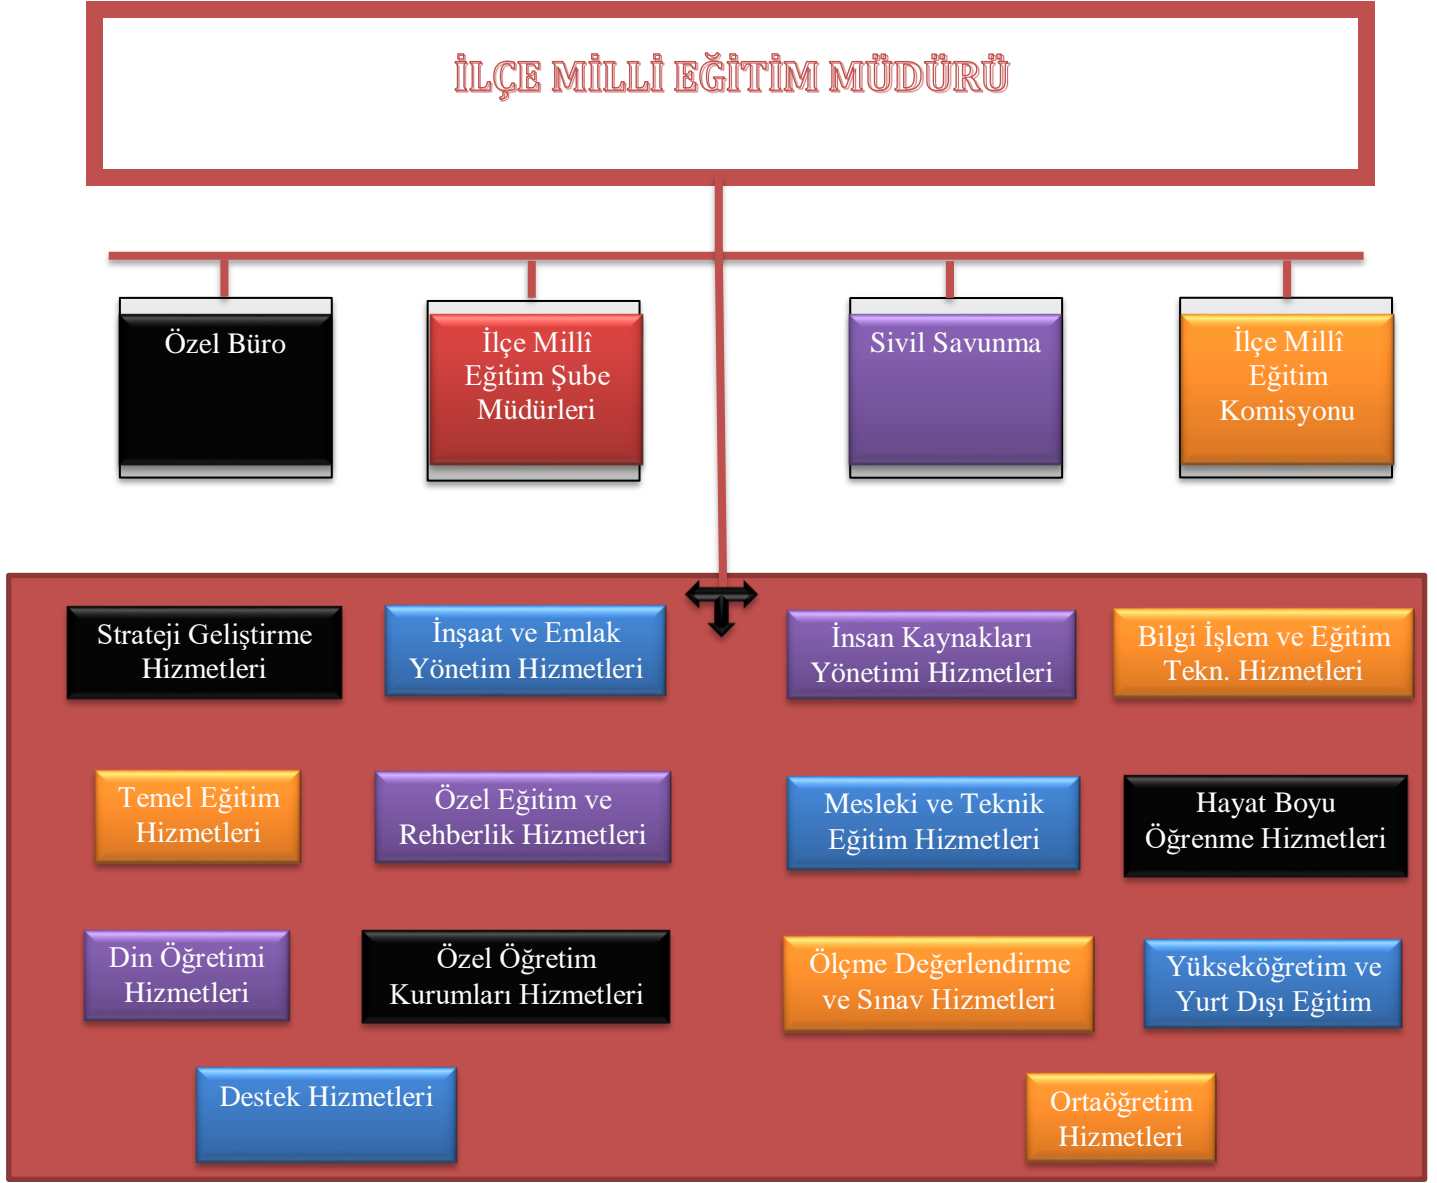 İLÇE MİLLİ EĞİTİM MÜDÜRÜ
Özel Büro
İlçe Millî
Eğitim Şube
Müdürleri
Sivil Savunma
İlçe Millî
Eğitim
Komisyonu
Strateji Geliştirme
Hizmetleri
İnşaat ve Emlak
Yönetim Hizmetleri
İnsan Kaynakları
Yönetimi Hizmetleri
Bilgi İşlem ve Eğitim
Tekn. Hizmetleri
Temel Eğitim
Hizmetleri
Özel Eğitim ve
Rehberlik Hizmetleri
Mesleki ve Teknik
Eğitim Hizmetleri
Hayat Boyu
Öğrenme Hizmetleri
Din Öğretimi
Hizmetleri
Özel Öğretim
Kurumları Hizmetleri
Ölçme Değerlendirme
ve Sınav Hizmetleri
Yükseköğretim ve
Yurt Dışı Eğitim
Destek Hizmetleri
Ortaöğretim
Hizmetleri